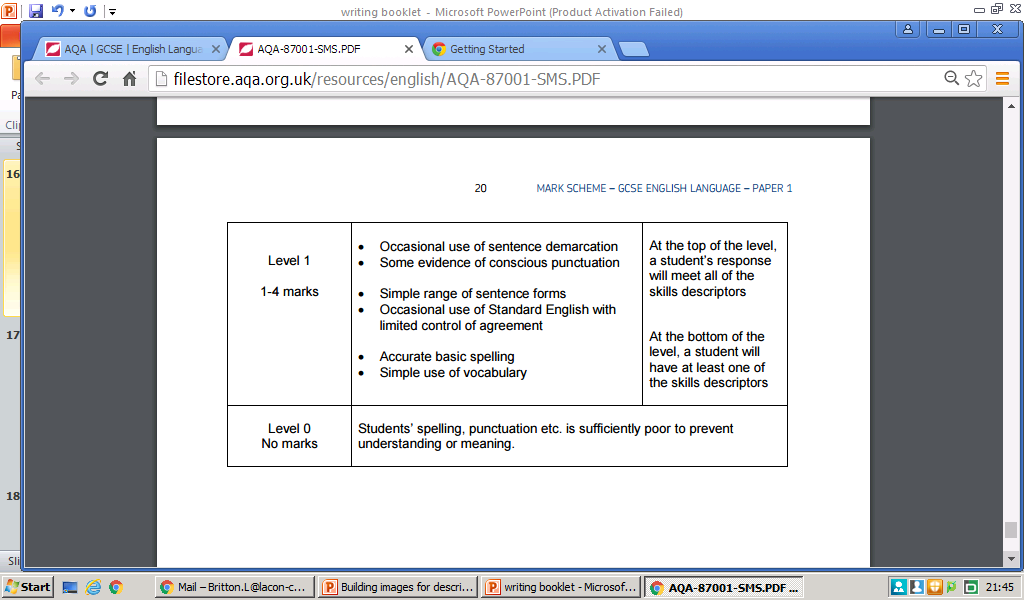 writing booklet - Microsoft PowerPoint (Product Activation Failed)
AQA | GCSE | English Langua
AQA-87001-SMS.PDF
Getting Started
filestore.aqa.org.uk/resources/english/AQA-87001-SMS.PDF
Pa
Clip
S
16
17
18
Sli
20 MARK SCHEME – GCSE ENGLISH LANGUAGE – PAPER 1
Level 1
1-4 marks
• Occasional use of sentence demarcation
• Some evidence of conscious punctuation
• Simple range of sentence forms
• Occasional use of Standard English with
limited control of agreement
• Accurate basic spelling
• Simple use of vocabulary
At the top of the level,
a student's response
will meet all of the
skills descriptors
At the bottom of the
level, a student will
have at least one of
the skills descriptors
Level 0
No marks
Students' spelling, punctuation etc. is sufficiently poor to prevent
understanding or meaning.
Start
Mail – Britton.L@lacon-c...
Building images for descri...
writing booklet - Microsof...
AQA-87001-SMS.PDF ...
21:45